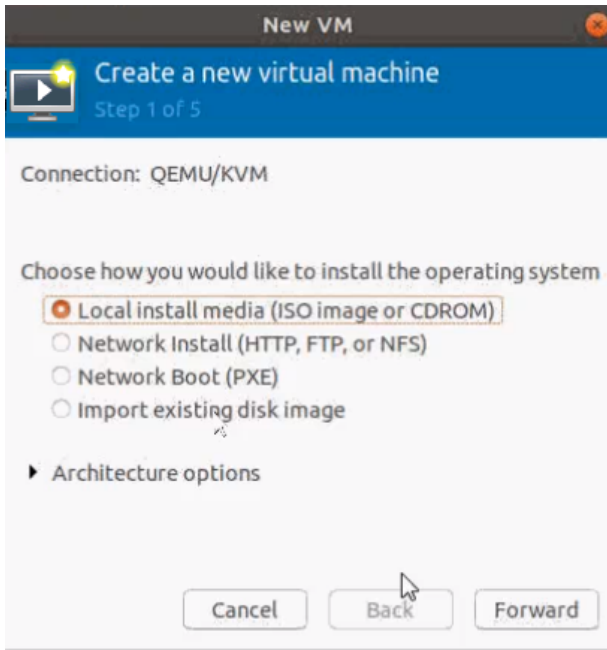 New VM
Create a new virtual machine
Step 1 of 5
Connection: QEMU/KVM
Choose how you would like to install the operating system
Local install media (ISO image or CDROM)
Network Install (HTTP, FTP, or NFS)
Network Boot (PXE)
Import existing disk image
Architecture options
Cancel Back Forward